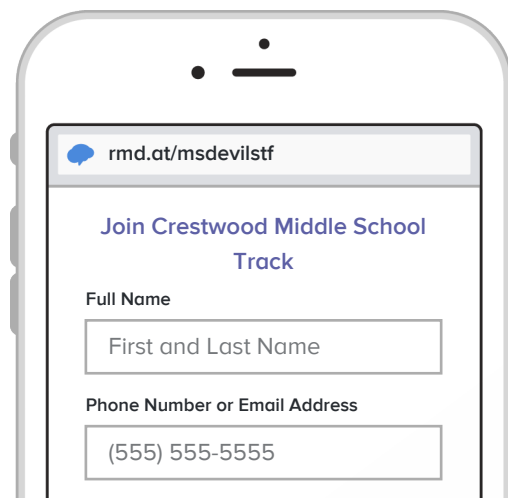 rmd.at/msdevilstf
Join Crestwood Middle School
Track
Full Name
First and Last Name
Phone Number or Email Address
(555) 555-5555